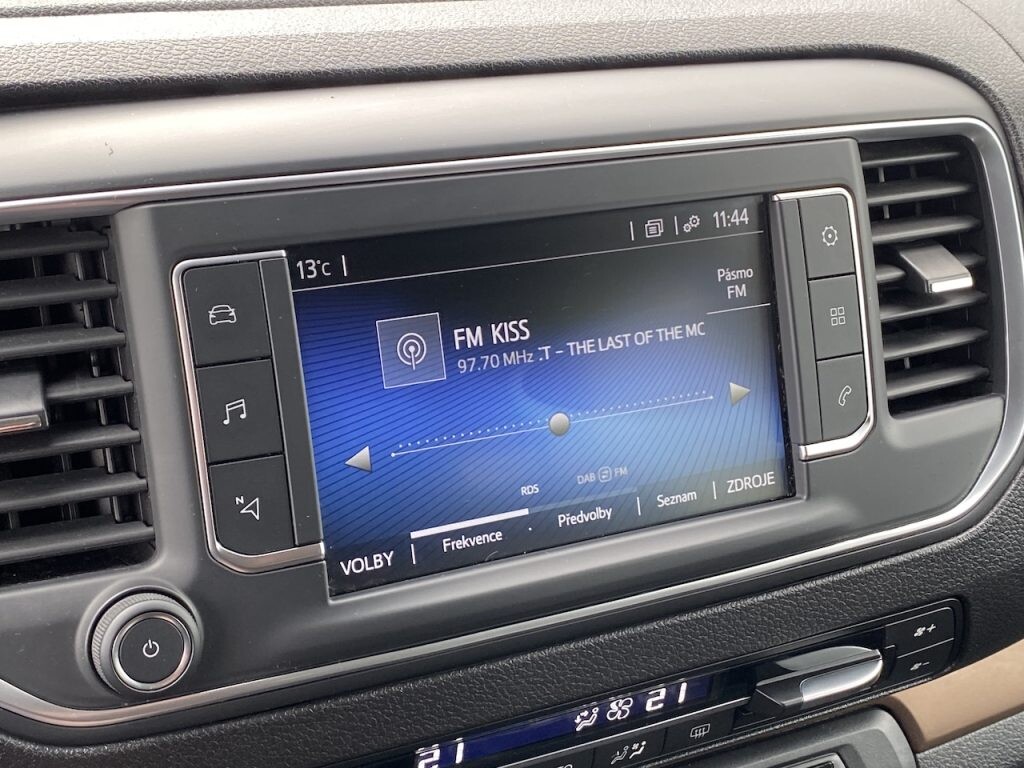 13°C
11:44
Pásmo
FM
FM KISS
97.70 MHz .T - THE LAST OF THE MC
RDS
DAB FM
VOLBY
Frekvence
Předvolby
Seznam
ZDROJE
N
21
21